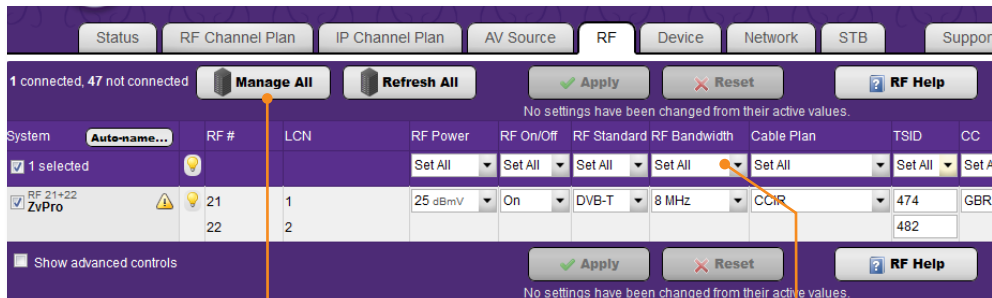 Status RF Channel Plan IP Channel Plan AV Source RF Device Network STB Suppor
1 connected, 47 not connected Manage All Refresh All Apply Reset RF Help
No settings have been changed from their active values.
System Auto-name... RF # LCN RF Power RF On/Off RF Standard RF Bandwidth Cable Plan TSID CC
1 selected Set All Set All Set All Set All Set All Set All Set A
RF 21+22
ZvPro 21 1 25 dBmV On DVB-T 8 MHz CCIR 474 GBR
22 2 482
Show advanced controls Apply Reset RF Help
No settings have been changed from their active values.